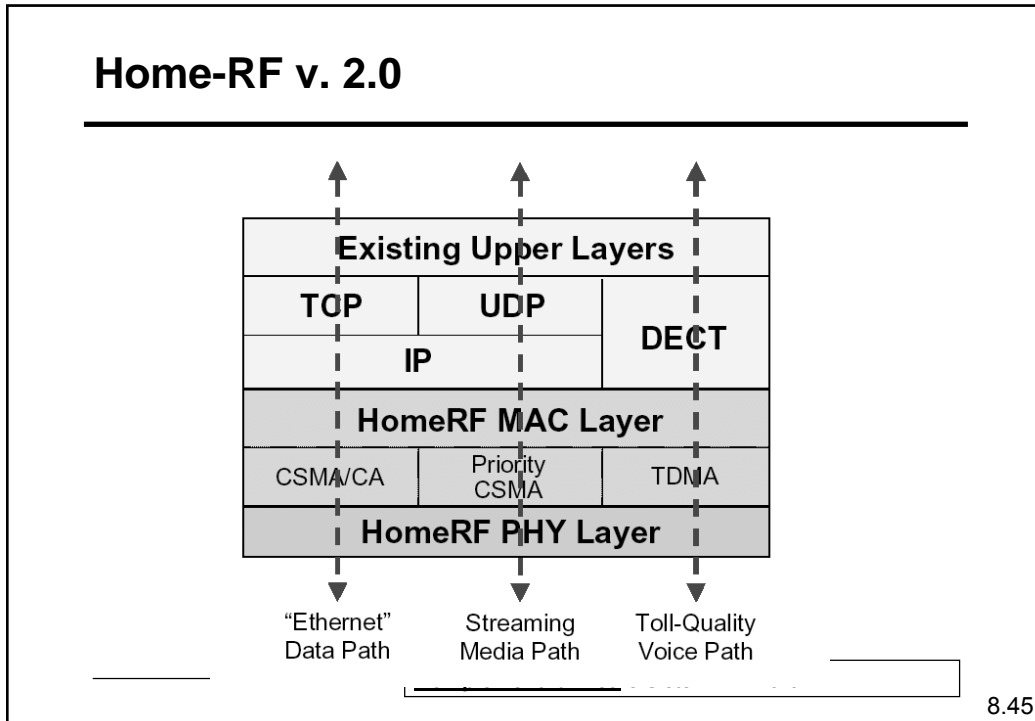 Home-RF v. 2.0
Existing Upper Layers
TCP
UDP
DECT
IP
HomeRF MAC Layer
CSMA/CA
Priority
CSMA
TDMA
HomeRF PHY Layer
“Ethernet”
Data Path
Streaming
Media Path
Toll-Quality
Voice Path
8.45